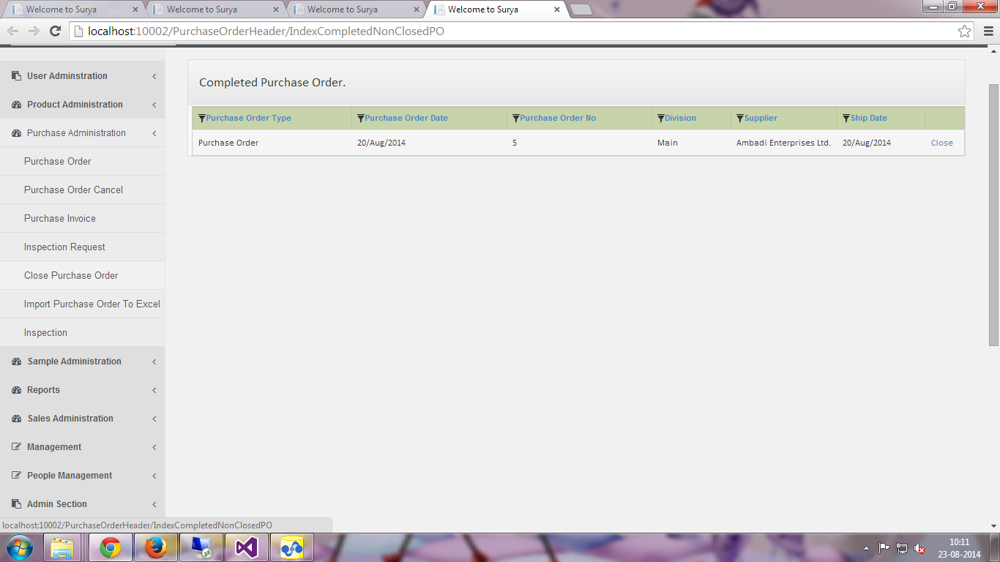 Welcome to Surya Welcome to Surya Welcome to Surya Welcome to Surya
localhost:10002/PurchaseOrderHeader/IndexCompletedNonClosedPO
User Adminstration
Product Administration
Purchase Administration
Purchase Order
Purchase Order Cancel
Purchase Invoice
Inspection Request
Close Purchase Order
Import Purchase Order To Excel
Inspection
Sample Administration
Reports
Sales Administration
Management
People Management
Admin Section
Completed Purchase Order.
Purchase Order Type Purchase Order Date Purchase Order No Division Supplier Ship Date
Purchase Order 20/Aug/2014 5 Main Ambadi Enterprises Ltd. 20/Aug/2014 Close
localhost:10002/PurchaseOrderHeader/IndexCompletedNonClosedPO
10:11
23-08-2014